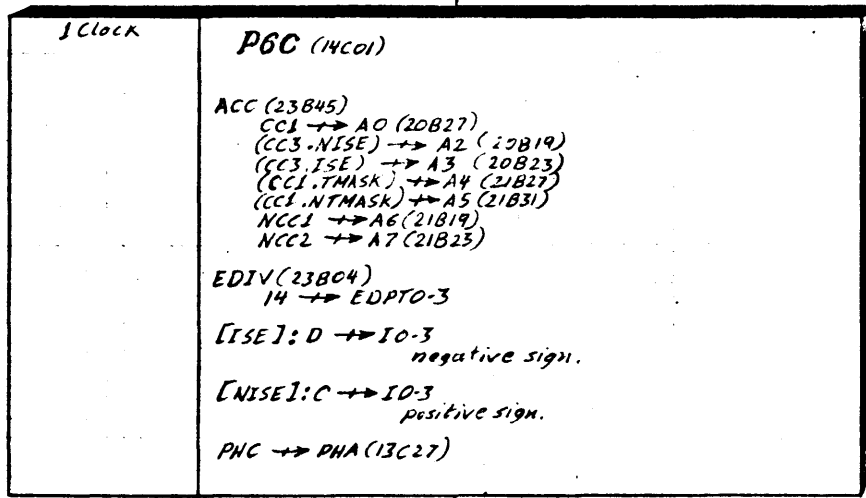 1 Clock
P6C (14C01)
ACC (23B45)
CC1 ↦ A0 (20B27)
(CC3.NISE) ↦ A2 (20B19)
(CC3.ISE) ↦ A3 (20B23)
(CC1.TMASK) ↦ A4 (21B27)
(CC1.NTMASK) ↦ A5 (21B31)
NCC1 ↦ A6 (21B19)
NCC2 ↦ A7 (21B23)
EDIV (23B04)
14 ↦ EDPT0-3
[ISE]: D ↦ I0-3
negative sign.
[NISE]: C ↦ I0-3
positive sign.
PHC ↦ PHA (13C27)